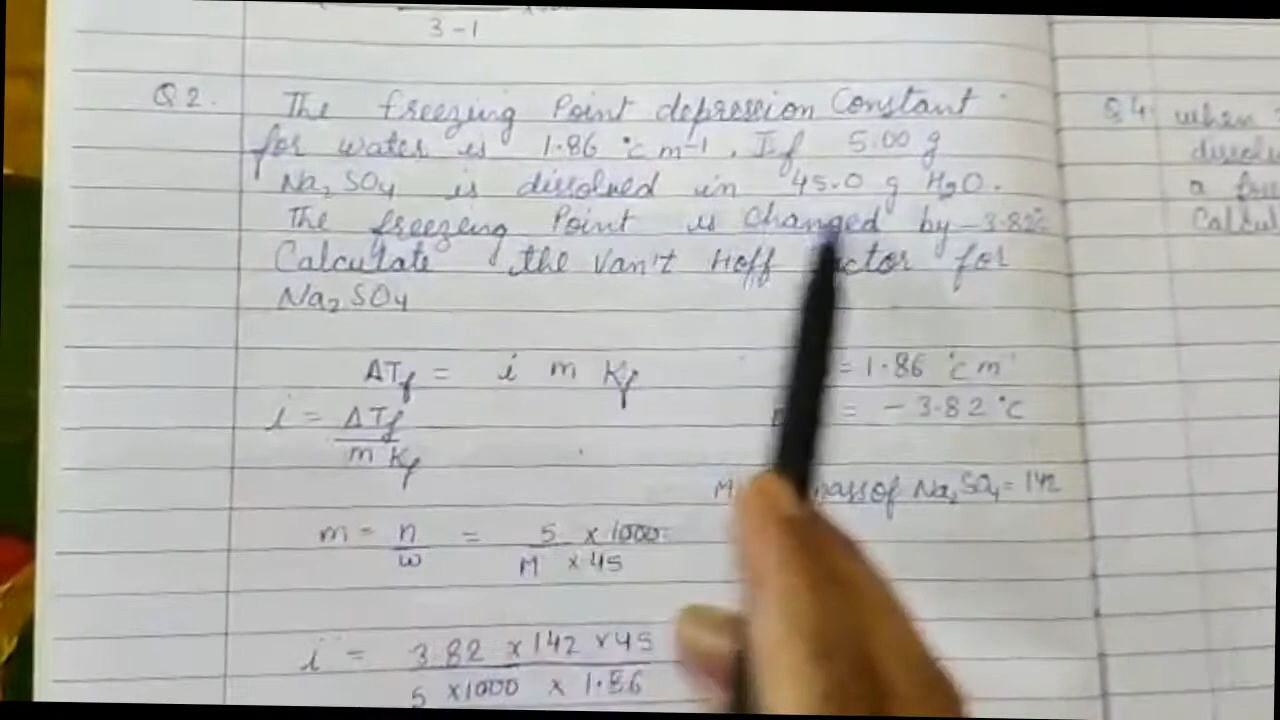 3-1
Q2.
The freezing Point depression Constant
for water is 1.86 °c m-1. If 5.00 g
Na2SO4 is dissolved in 45.0 g H2O.
The freezing Point is changed by -3.82°c
Calculate the Van't Hoff for
Na2SO4
ΔTf = i m Kf
= 1.86 °c m-1
i = ΔTf
m Kf
= -3.82 °C
of Na2SO4 = 142
m = n = 5 x 1000
w M x 45
i = 3.82 x 142 x 45
5 x 1000 x 1.86
Q4. when
a